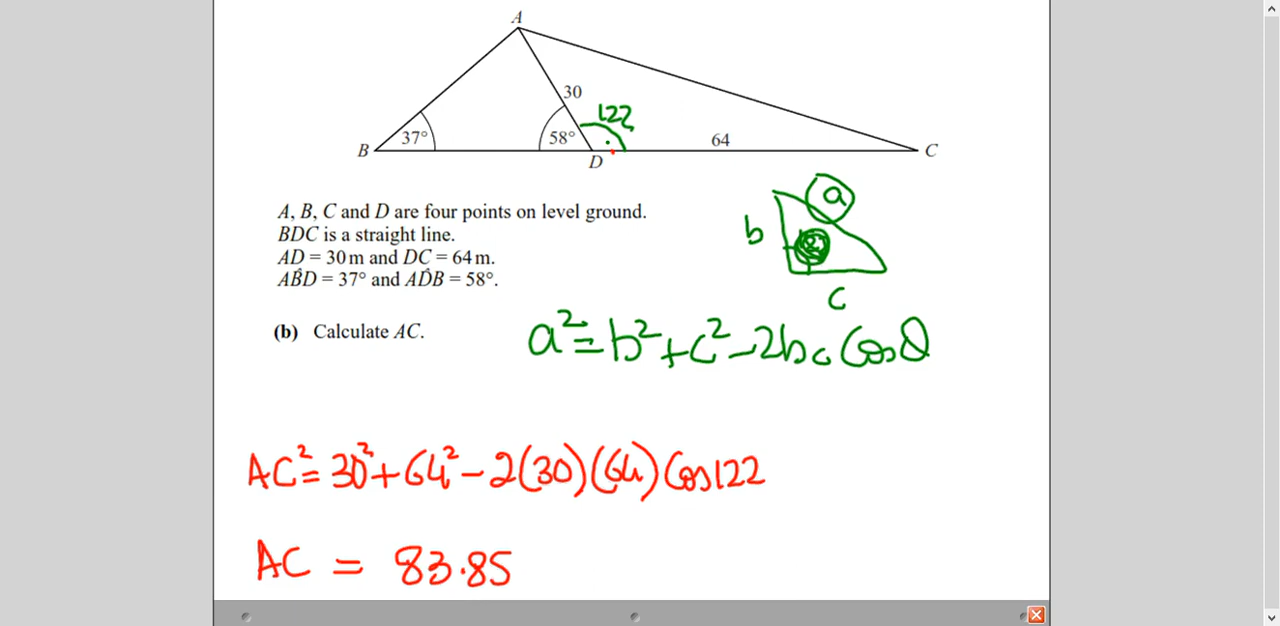 A
30
122
37°
58°
64
B
D
C
a
A, B, C and D are four points on level ground.
b
BDC is a straight line.
AD = 30 m and DC = 64 m.
AB̂D = 37° and AD̂B = 58°.
c
(b) Calculate AC.
a² = b² + c² - 2bc Cos θ
AC² = 30² + 64² - 2(30)(64) Cos 122
AC = 83.85